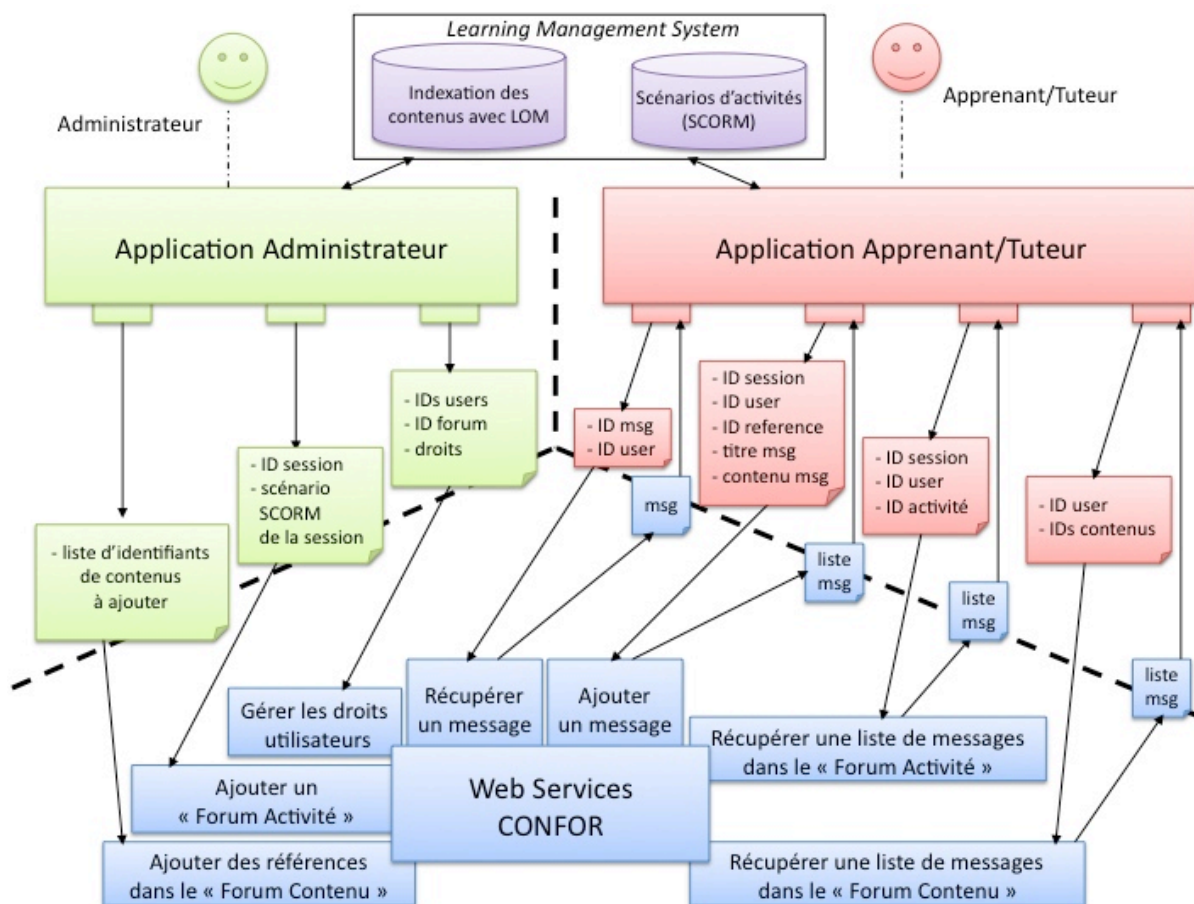 Learning Management System
Indexation des
contenus avec LOM
Scénarios d'activités
(SCORM)
Administrateur
Apprenant/Tuteur
Application Administrateur
Application Apprenant/Tuteur
- IDs users
- ID forum
- droits
- ID session
- scénario
SCORM
de la session
- liste d'identifiants
de contenus
à ajouter
- ID msg
- ID user
msg
- ID session
- ID user
- ID reference
- titre msg
- contenu msg
liste
msg
- ID session
- ID user
- ID activité
liste
msg
- ID user
- IDs contenus
liste
msg
Gérer les droits
utilisateurs
Récupérer
un message
Ajouter
un message
Récupérer une liste de messages
dans le « Forum Activité »
Ajouter un
« Forum Activité »
Web Services
CONFOR
Ajouter des références
dans le « Forum Contenu »
Récupérer une liste de messages
dans le « Forum Contenu »